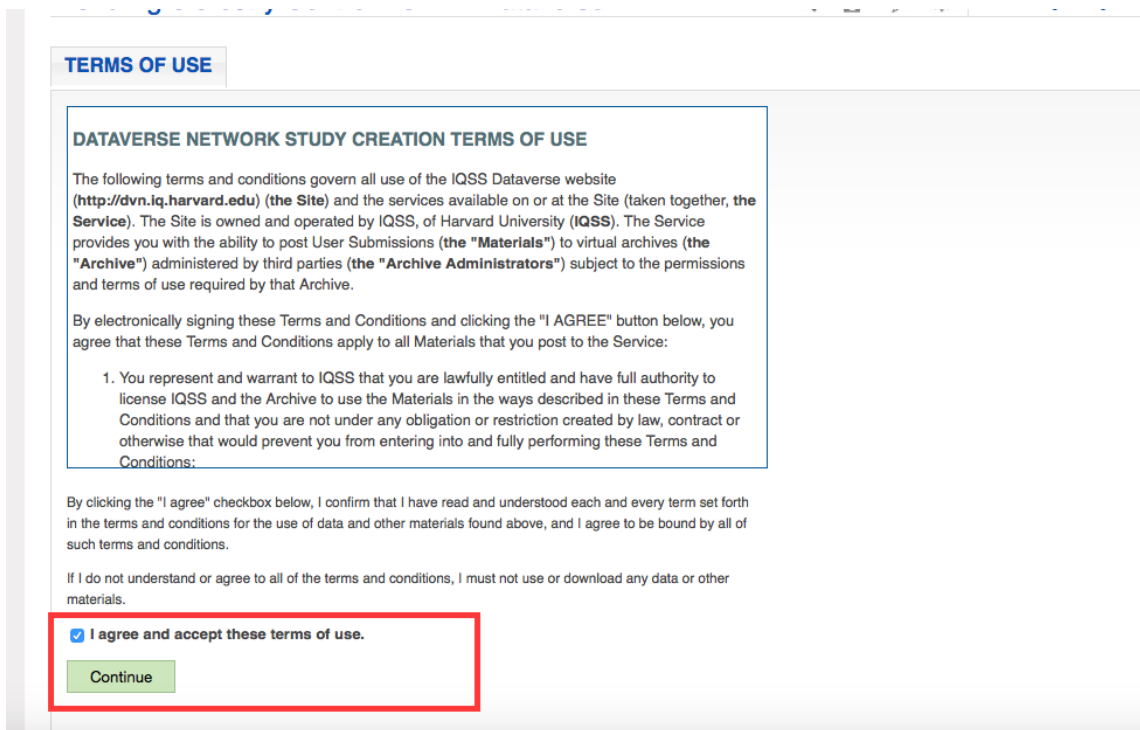 TERMS OF USE
DATAVERSE NETWORK STUDY CREATION TERMS OF USE
The following terms and conditions govern all use of the IQSS Dataverse website
(http://dvn.iq.harvard.edu) (the Site) and the services available on or at the Site (taken together, the
Service). The Site is owned and operated by IQSS, of Harvard University (IQSS). The Service
provides you with the ability to post User Submissions (the "Materials") to virtual archives (the
"Archive") administered by third parties (the "Archive Administrators") subject to the permissions
and terms of use required by that Archive.
By electronically signing these Terms and Conditions and clicking the "I AGREE" button below, you
agree that these Terms and Conditions apply to all Materials that you post to the Service:
1. You represent and warrant to IQSS that you are lawfully entitled and have full authority to
license IQSS and the Archive to use the Materials in the ways described in these Terms and
Conditions and that you are not under any obligation or restriction created by law, contract or
otherwise that would prevent you from entering into and fully performing these Terms and
Conditions;
By clicking the "I agree" checkbox below, I confirm that I have read and understood each and every term set forth
in the terms and conditions for the use of data and other materials found above, and I agree to be bound by all of
such terms and conditions.
If I do not understand or agree to all of the terms and conditions, I must not use or download any data or other
materials.
I agree and accept these terms of use.
Continue